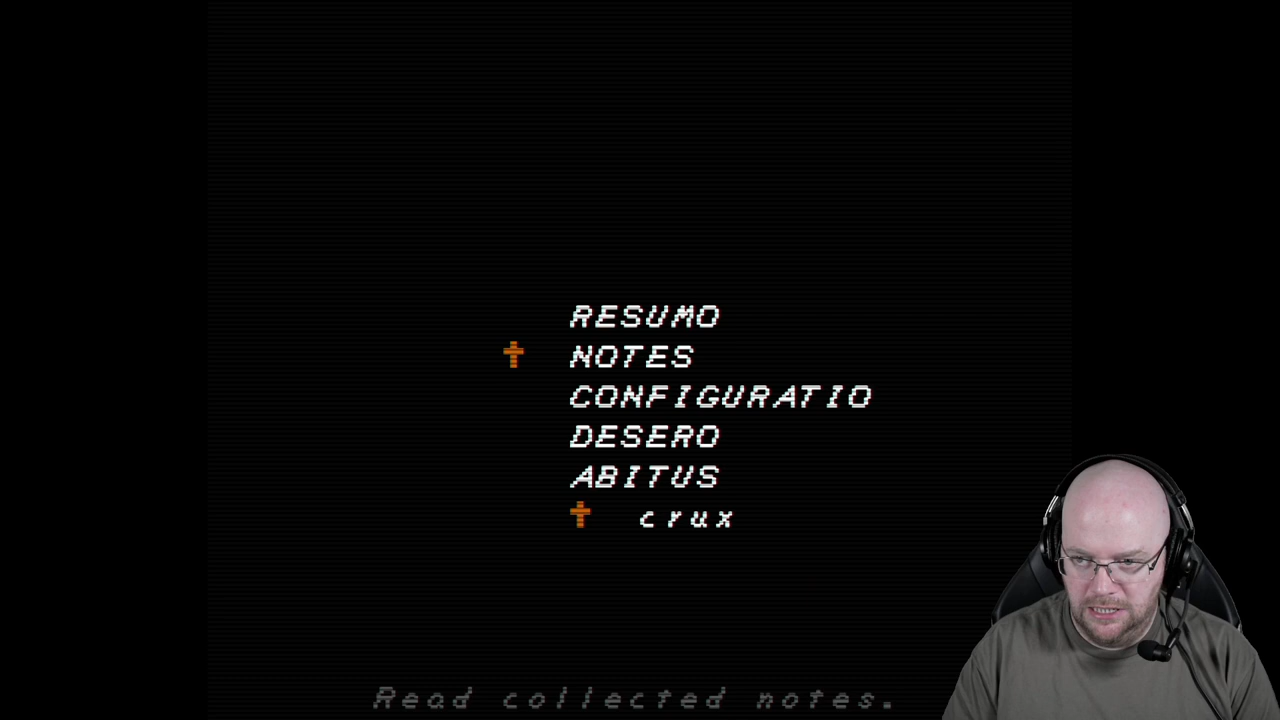 RESUMO
NOTES
CONFIGURATIO
DESERO
ABITUS
crux
Read collected notes.